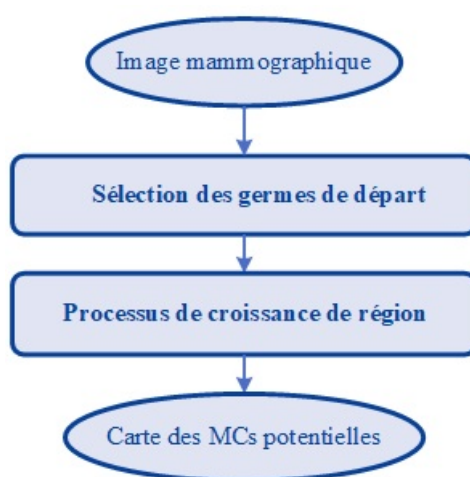 Image mammographique
Sélection des germes de départ
Processus de croissance de région
Carte des MCs potentielles